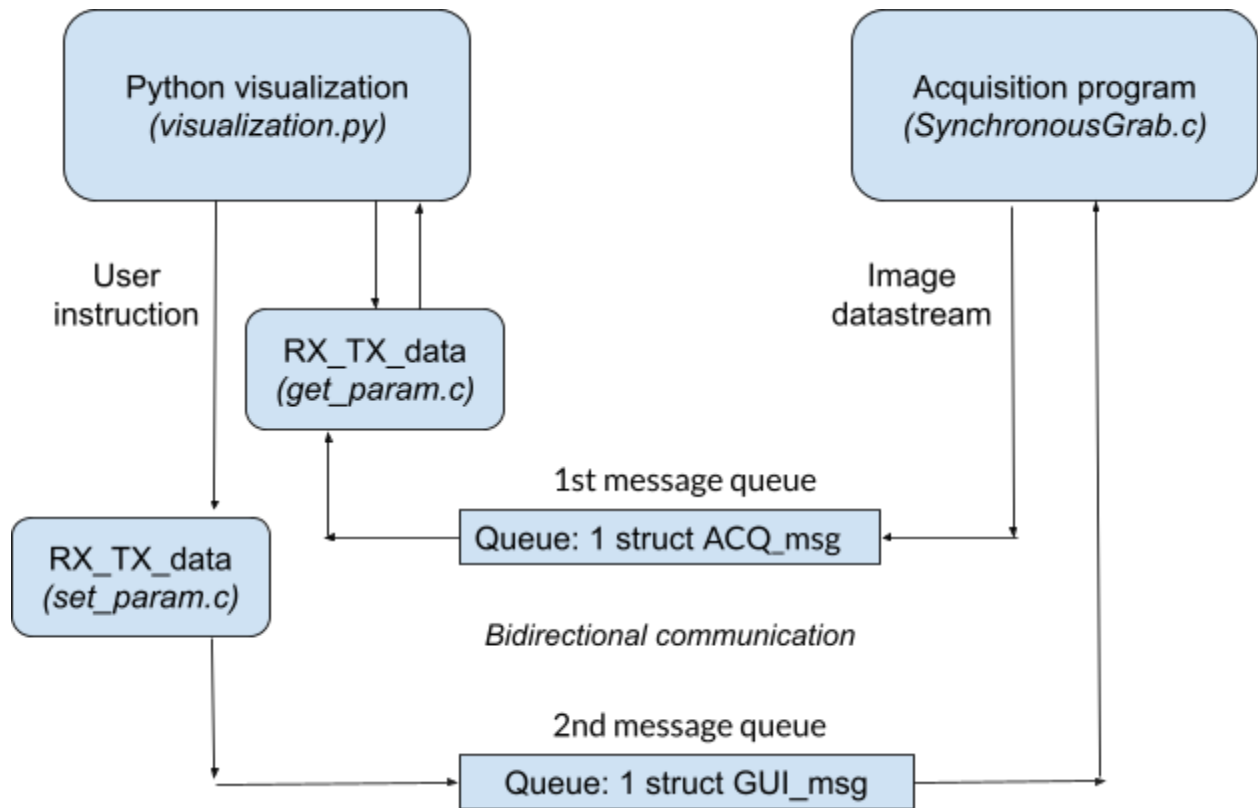 Python visualization
(visualization.py)
Acquisition program
(SynchronousGrab.c)
User
instruction
Image
datastream
RX_TX_data
(get_param.c)
1st message queue
Queue: 1 struct ACQ_msg
RX_TX_data
(set_param.c)
Bidirectional communication
2nd message queue
Queue: 1 struct GUI_msg